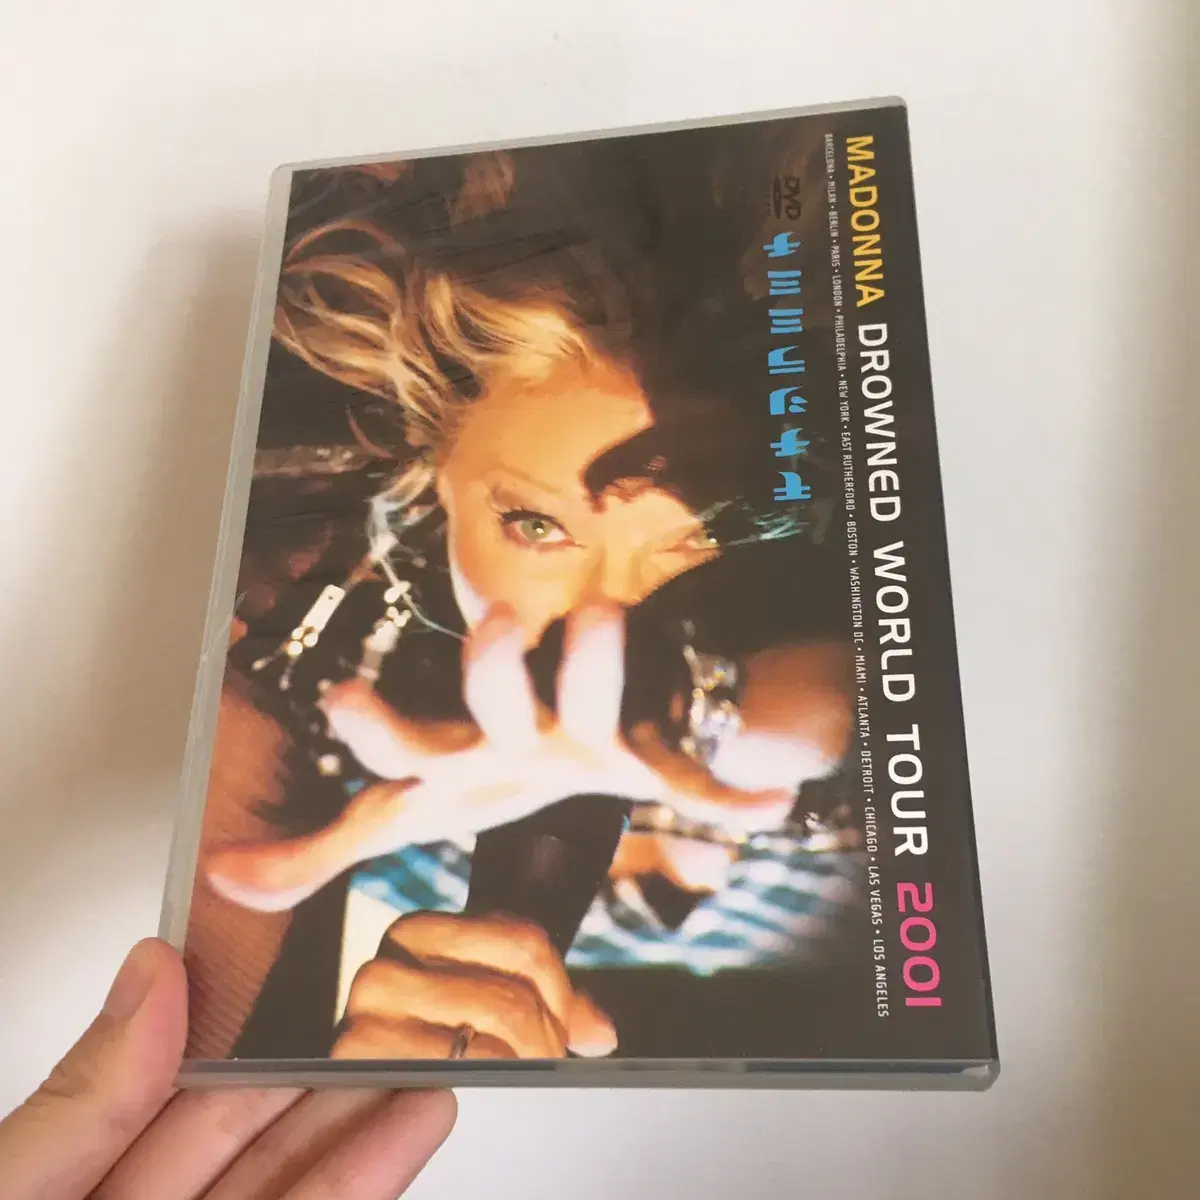 MADONNA DROWNED WORLD TOUR 2001
BARCELONA • MILAN • BERLIN • PARIS • LONDON • PHILADELPHIA • NEW YORK • EAST RUTHERFORD • BOSTON • WASHINGTON DC • MIAMI • ATLANTA • DETROIT • CHICAGO • LAS VEGAS • LOS ANGELES
DVD